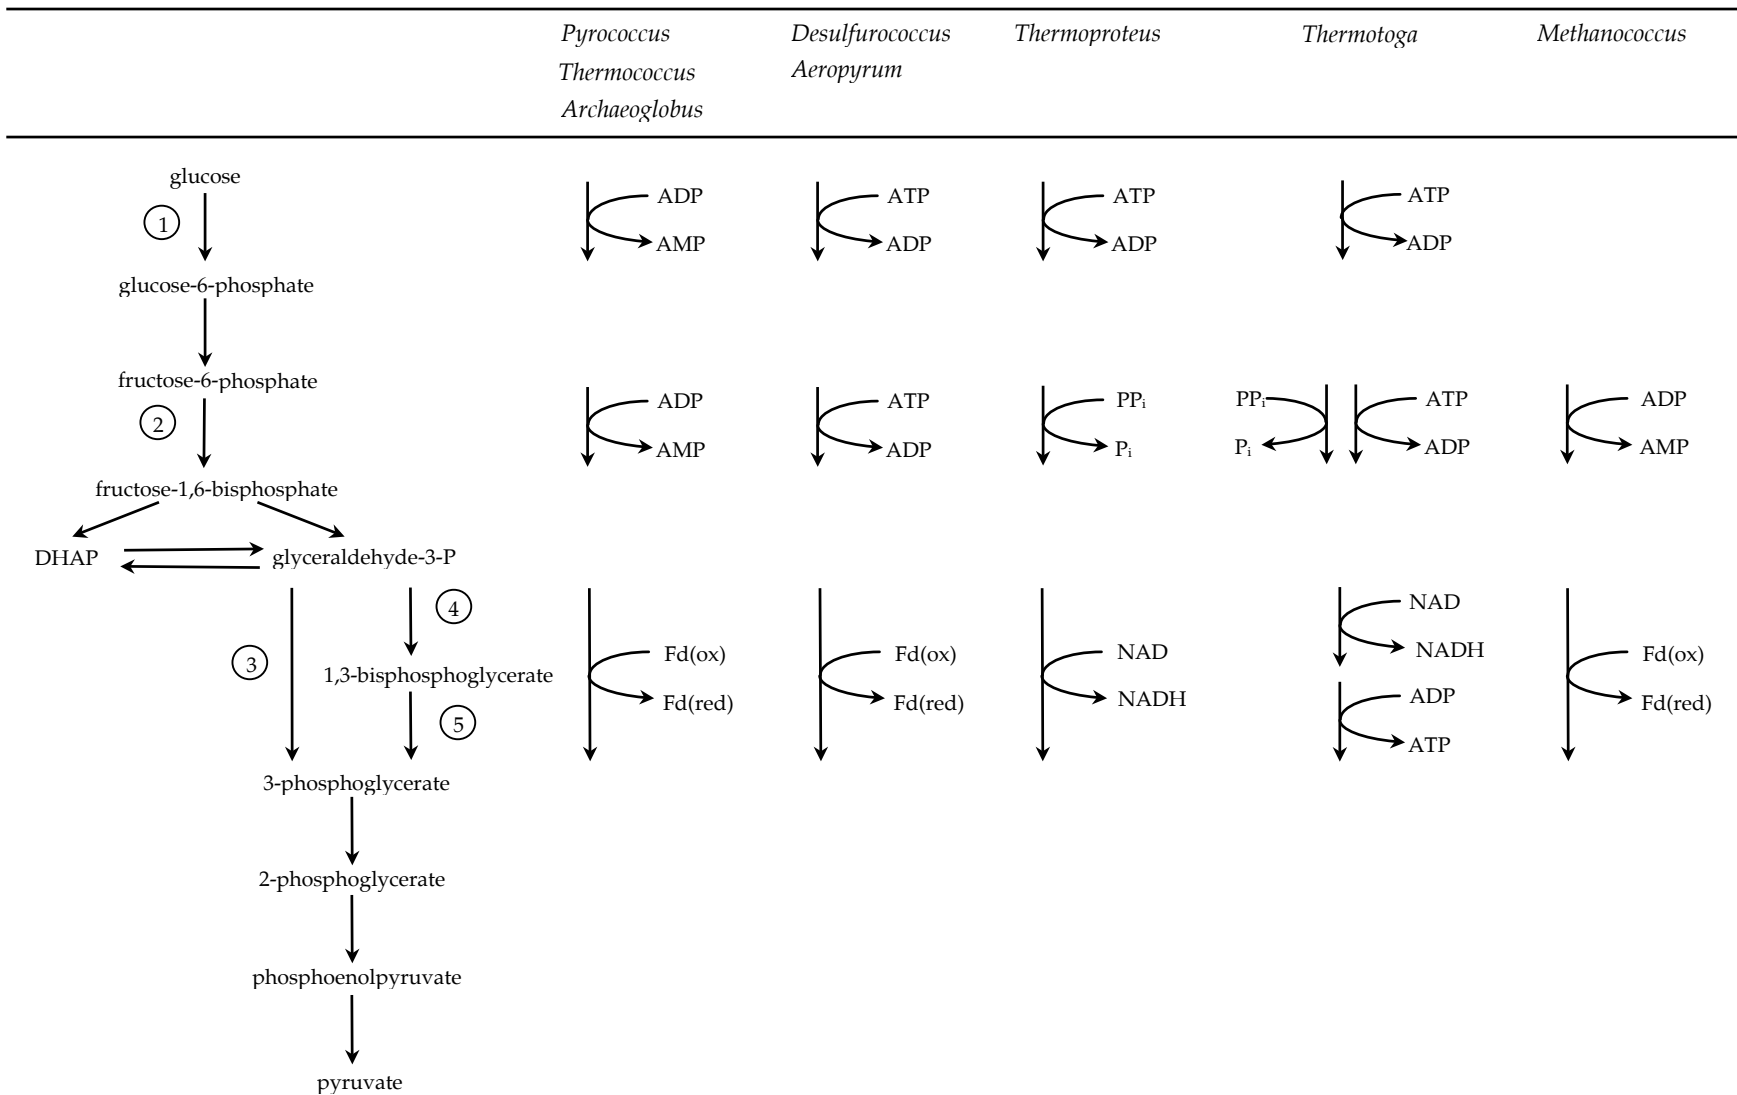 Pyrococcus Desulfurococcus Thermoproteus Thermotoga Methanococcus
Thermococcus Aeropyrum
Archaeoglobus
glucose
ADP ATP ATP ATP
1
AMP ADP ADP ADP
glucose-6-phosphate
fructose-6-phosphate
ADP ATP PPi PPi ATP ADP
2
AMP ADP Pi Pi ADP AMP
fructose-1,6-bisphosphate
DHAP glyceraldehyde-3-P
4 NAD
3 Fd(ox) Fd(ox) NAD NADH Fd(ox)
1,3-bisphosphoglycerate
Fd(red) Fd(red) NADH ADP Fd(red)
5 ATP
3-phosphoglycerate
2-phosphoglycerate
phosphoenolpyruvate
pyruvate